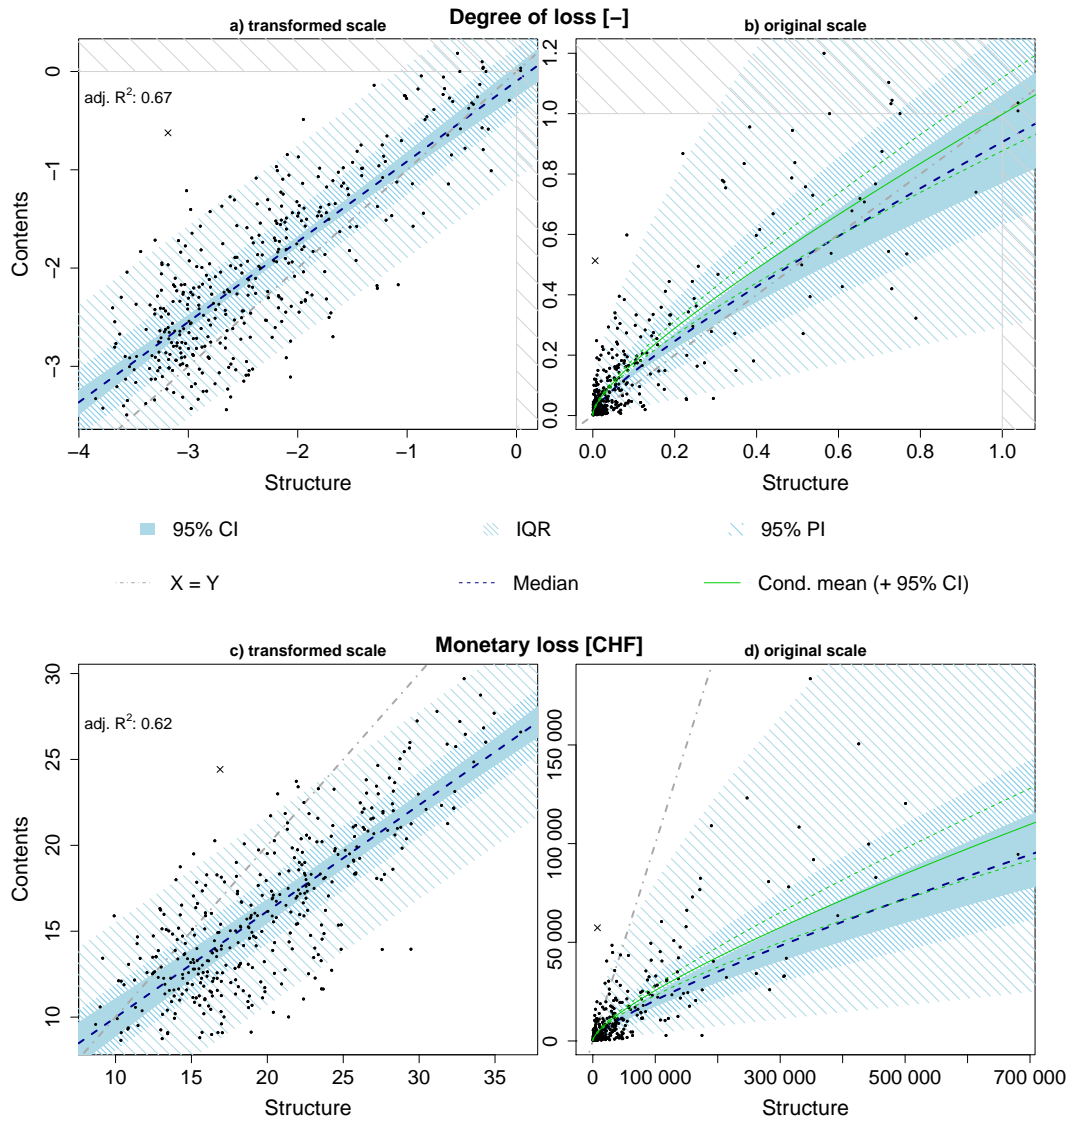 Degree of loss [−]
a) transformed scale
b) original scale
adj. R²: 0.67
Contents
0
−1
−2
−3
−4
−3
−2
−1
0
Structure
0.0
0.2
0.4
0.6
0.8
1.0
1.2
0.0
0.2
0.4
0.6
0.8
1.0
Structure
95% CI
IQR
95% PI
X = Y
Median
Cond. mean (+ 95% CI)
Monetary loss [CHF]
c) transformed scale
d) original scale
adj. R²: 0.62
Contents
30
25
20
15
10
10
15
20
25
30
35
Structure
0
50 000
100 000
150 000
0
100 000
300 000
500 000
700 000
Structure